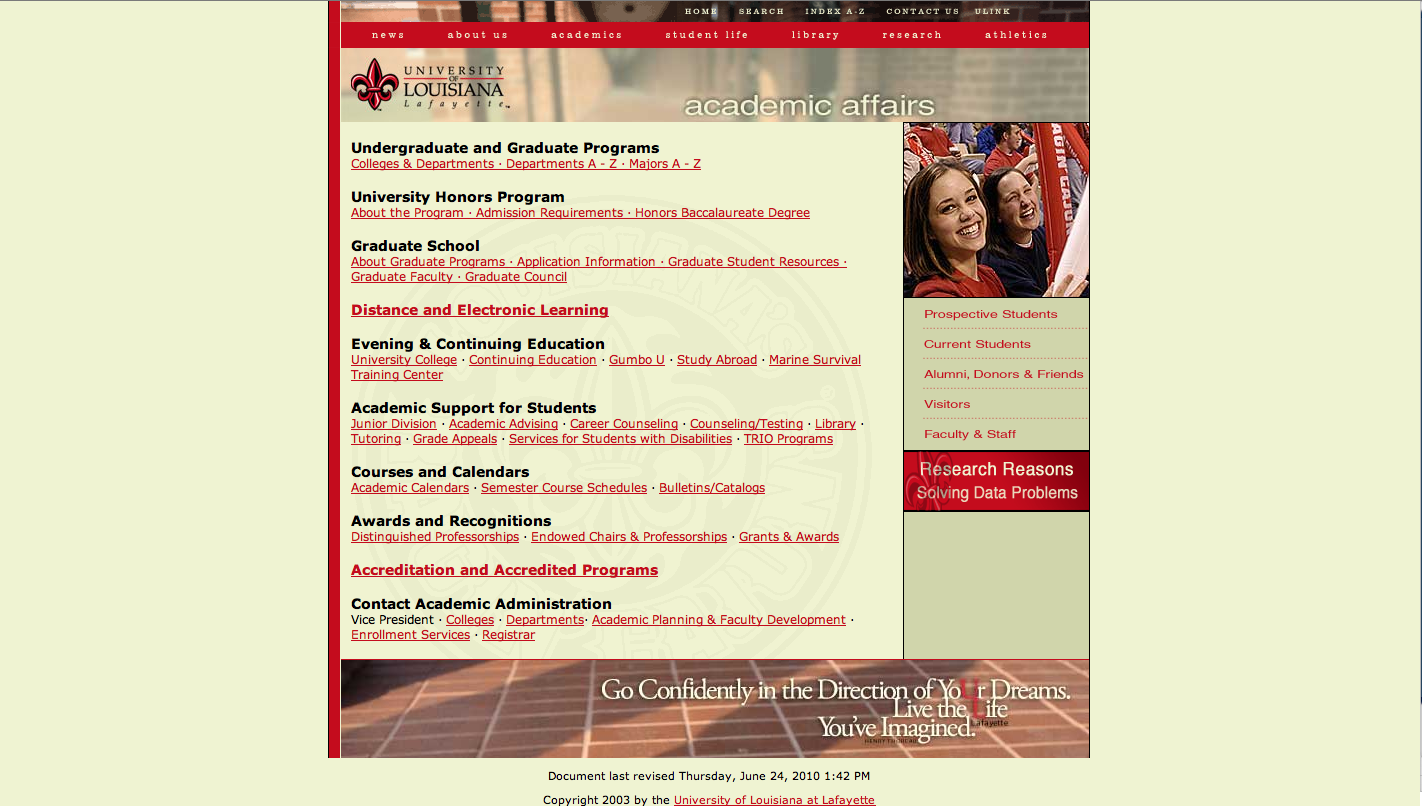 HOME SEARCH INDEX A-Z CONTACT US ULINK
news about us academics student life library research athletics
UNIVERSITY
OF
LOUISIANA
Lafayette™
academic affairs
Undergraduate and Graduate Programs
Colleges & Departments · Departments A - Z · Majors A - Z
University Honors Program
About the Program · Admission Requirements · Honors Baccalaureate Degree
Graduate School
About Graduate Programs · Application Information · Graduate Student Resources ·
Graduate Faculty · Graduate Council
Distance and Electronic Learning
Evening & Continuing Education
University College · Continuing Education · Gumbo U · Study Abroad · Marine Survival
Training Center
Academic Support for Students
Junior Division · Academic Advising · Career Counseling · Counseling/Testing · Library ·
Tutoring · Grade Appeals · Services for Students with Disabilities · TRIO Programs
Courses and Calendars
Academic Calendars · Semester Course Schedules · Bulletins/Catalogs
Awards and Recognitions
Distinguished Professorships · Endowed Chairs & Professorships · Grants & Awards
Accreditation and Accredited Programs
Contact Academic Administration
Vice President · Colleges · Departments· Academic Planning & Faculty Development ·
Enrollment Services · Registrar
Prospective Students
Current Students
Alumni, Donors & Friends
Visitors
Faculty & Staff
Research Reasons
Solving Data Problems
Go Confidently in the Direction of YoUr Dreams.
Live the Life
You've Imagined.
Lafayette
HENRY THOREAU
Document last revised Thursday, June 24, 2010 1:42 PM
Copyright 2003 by the University of Louisiana at Lafayette